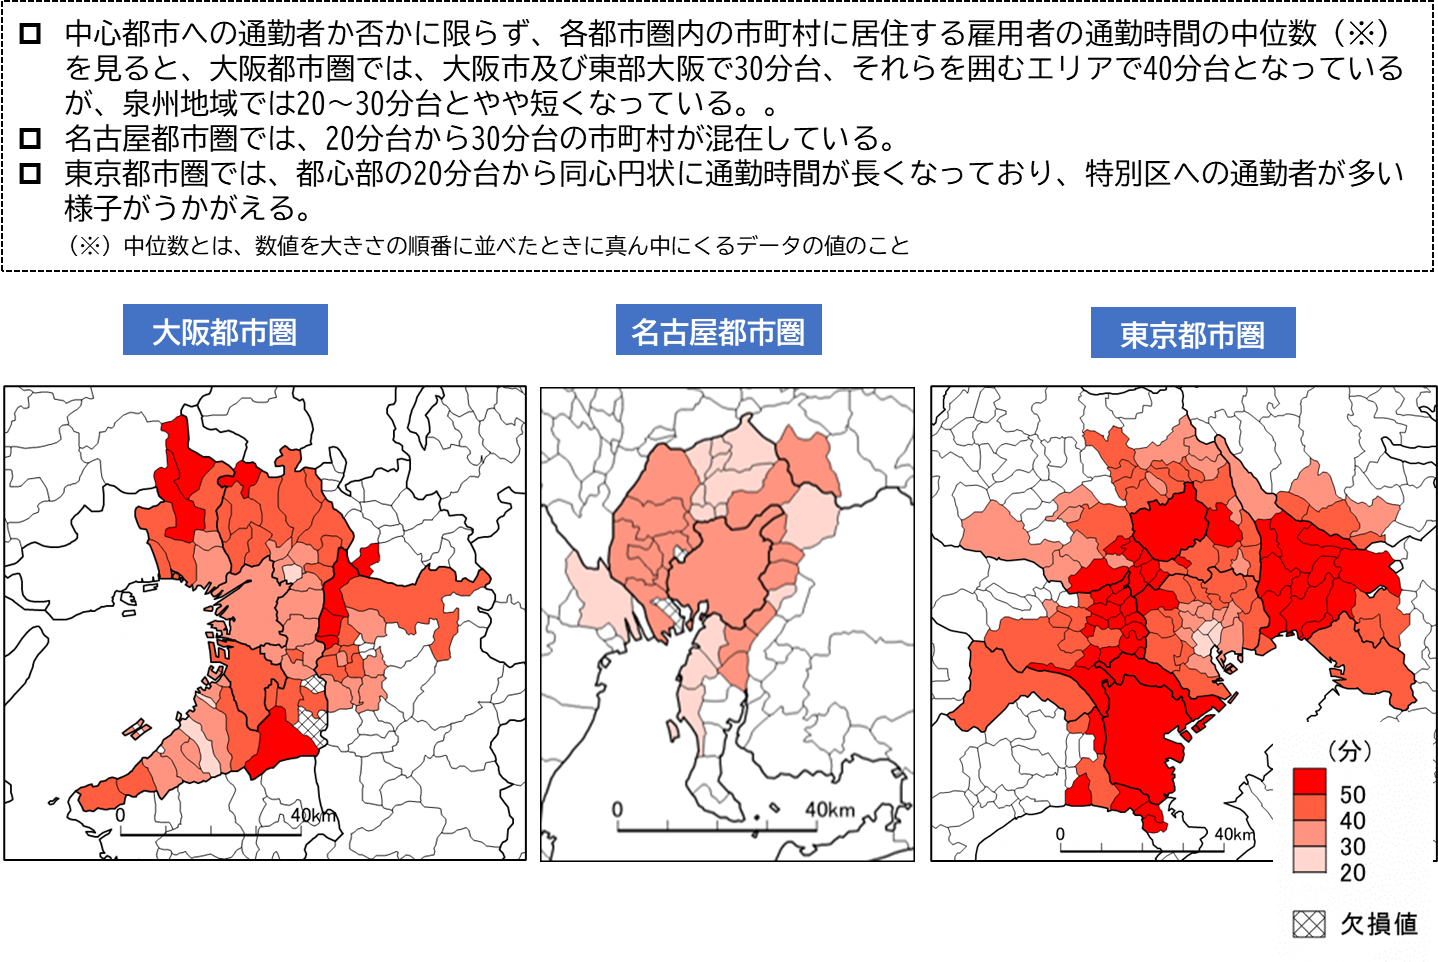 中心都市への通勤者か否かに限らず、各都市圏内の市町村に居住する雇用者の通勤時間の中位数（※）
を見ると、大阪都市圏では、大阪市及び東部大阪で30分台、それらを囲むエリアで40分台となっている
が、泉州地域では20～30分台とやや短くなっている。。
名古屋都市圏では、20分台から30分台の市町村が混在している。
東京都市圏では、都心部の20分台から同心円状に通勤時間が長くなっており、特別区への通勤者が多い
様子がうかがえる。
（※）中位数とは、数値を大きさの順番に並べたときに真ん中にくるデータの値のこと
大阪都市圏
名古屋都市圏
東京都市圏
0 40km
0 40km
0 40km
（分）
50
40
30
20
欠損値